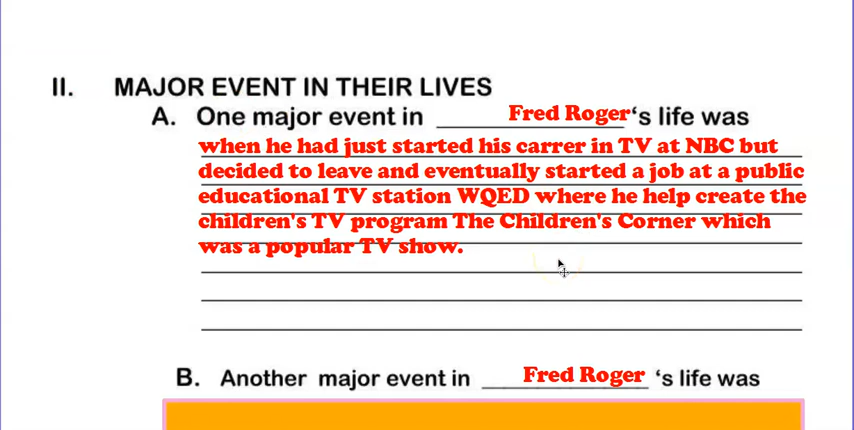 II. MAJOR EVENT IN THEIR LIVES
A. One major event in Fred Roger‘s life was
when he had just started his carrer in TV at NBC but
decided to leave and eventually started a job at a public
educational TV station WQED where he help create the
children's TV program The Children's Corner which
was a popular TV show.
B. Another major event in Fred Roger ‘s life was